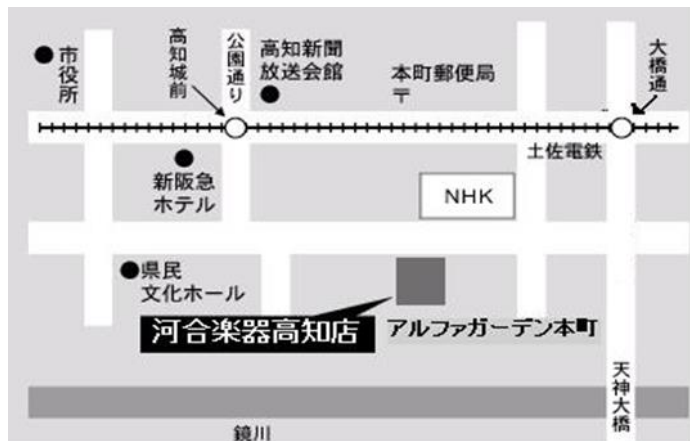 市役所
高知城前
公園通り
高知新聞
放送会館
本町郵便局
〒
大橋通
土佐電鉄
新阪急
ホテル
NHK
県民
文化ホール
河合楽器高知店
アルファガーデン本町
天神大橋
鏡川